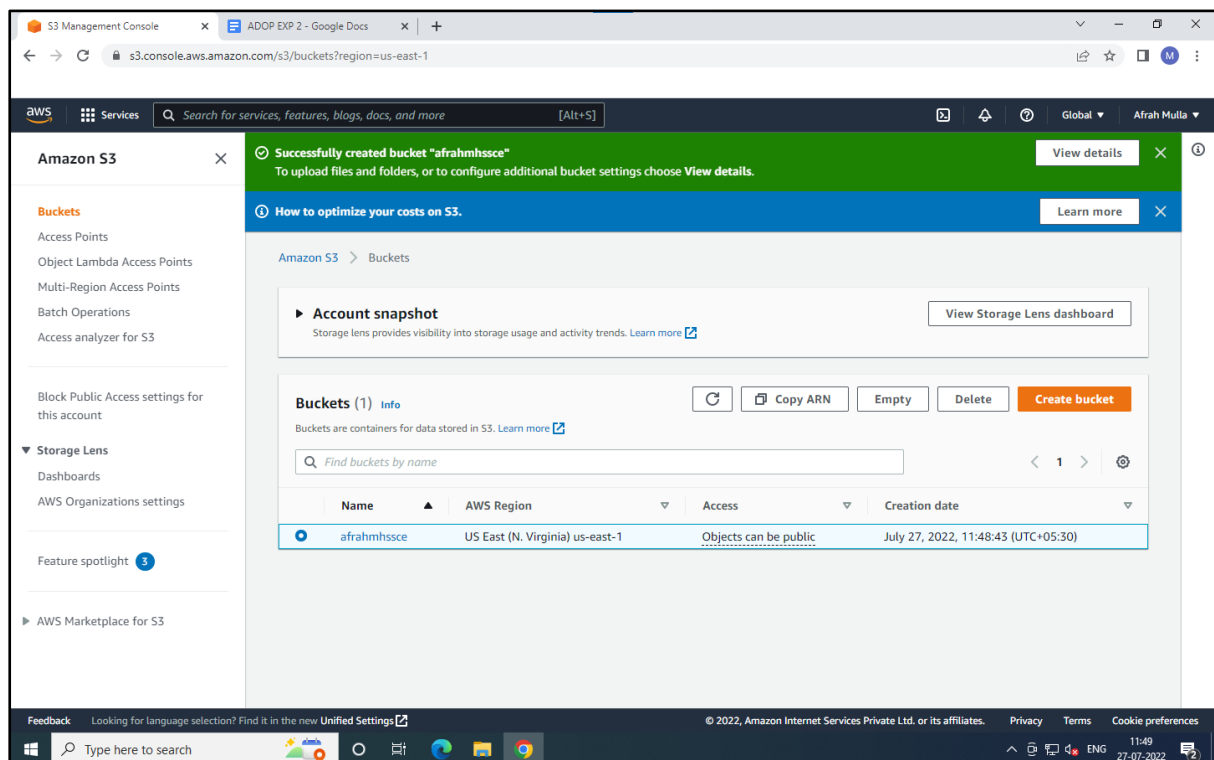 S3 Management Console
ADOP EXP 2 - Google Docs
s3.console.aws.amazon.com/s3/buckets?region=us-east-1
M
aws
Services
Search for services, features, blogs, docs, and more
[Alt+S]
Global
Afrah Mulla
Amazon S3
Buckets
Access Points
Object Lambda Access Points
Multi-Region Access Points
Batch Operations
Access analyzer for S3
Block Public Access settings for
this account
Storage Lens
Dashboards
AWS Organizations settings
Feature spotlight 3
AWS Marketplace for S3
Successfully created bucket "afrahmhssce"
To upload files and folders, or to configure additional bucket settings choose View details.
View details
How to optimize your costs on S3.
Learn more
Amazon S3 > Buckets
Account snapshot
Storage lens provides visibility into storage usage and activity trends. Learn more
View Storage Lens dashboard
Buckets (1) Info
Buckets are containers for data stored in S3. Learn more
Copy ARN
Empty
Delete
Create bucket
Find buckets by name
1
Name AWS Region Access Creation date
afrahmhssce US East (N. Virginia) us-east-1 Objects can be public July 27, 2022, 11:48:43 (UTC+05:30)
Feedback Looking for language selection? Find it in the new Unified Settings
© 2022, Amazon Internet Services Private Ltd. or its affiliates. Privacy Terms Cookie preferences
Type here to search
ENG
11:49
27-07-2022
2